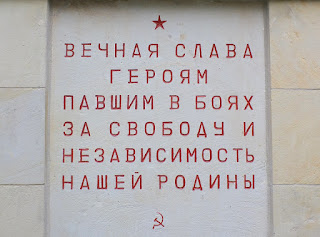 ВЕЧНАЯ СЛАВА
ГЕРОЯМ
ПАВШИМ В БОЯХ
ЗА СВОБОДУ И
НЕЗАВИСИМОСТЬ
НАШЕЙ РОДИНЫ